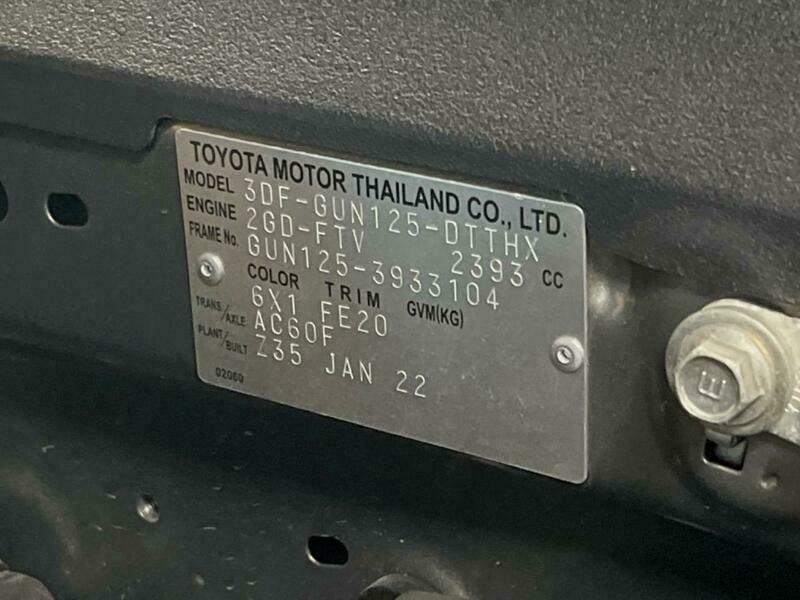 TOYOTA MOTOR THAILAND CO., LTD.
MODEL 3DF-GUN125-DTTHX
ENGINE 2GD-FTV 2393 CC
FRAME No. GUN125-3933104
COLOR TRIM GVM(KG)
6X1 FE20
TRANS/AXLE AC60F
PLANT/BUILT Z35 JAN 22
02060
E